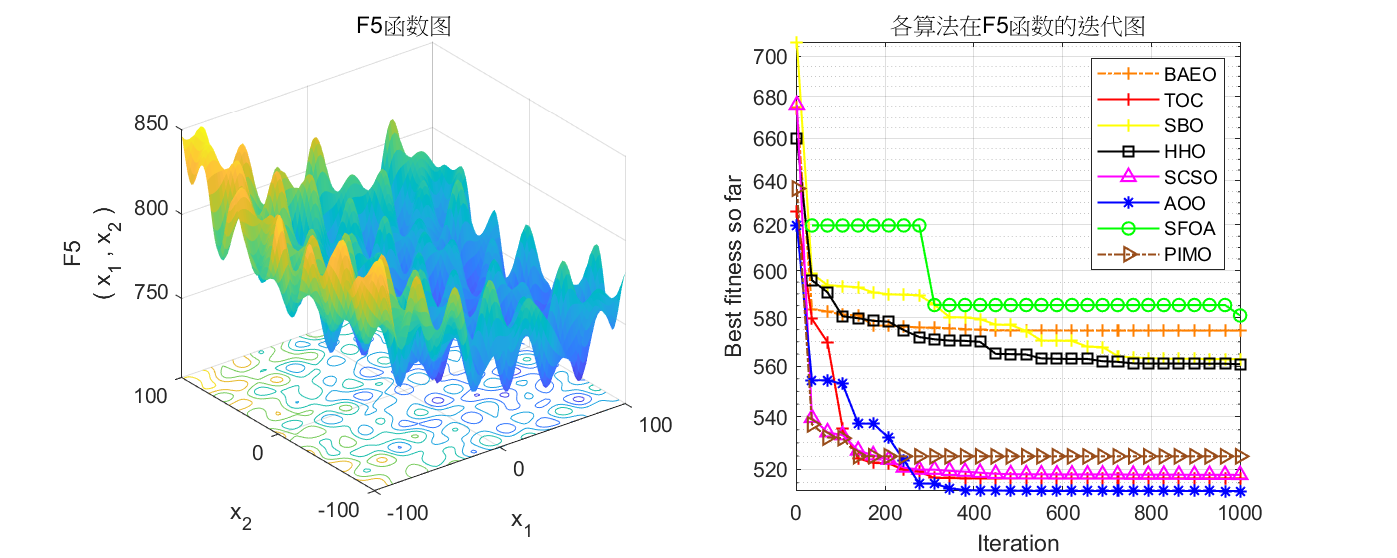 F5函数图
850
800
750
F5
( x1 , x2 )
100
0
-100
x2
-100
0
100
x1
各算法在F5函数的迭代图
700
680
660
640
620
600
580
560
540
520
Best fitness so far
0
200
400
600
800
1000
Iteration
BAEO
TOC
SBO
HHO
SCSO
AOO
SFOA
PIMO